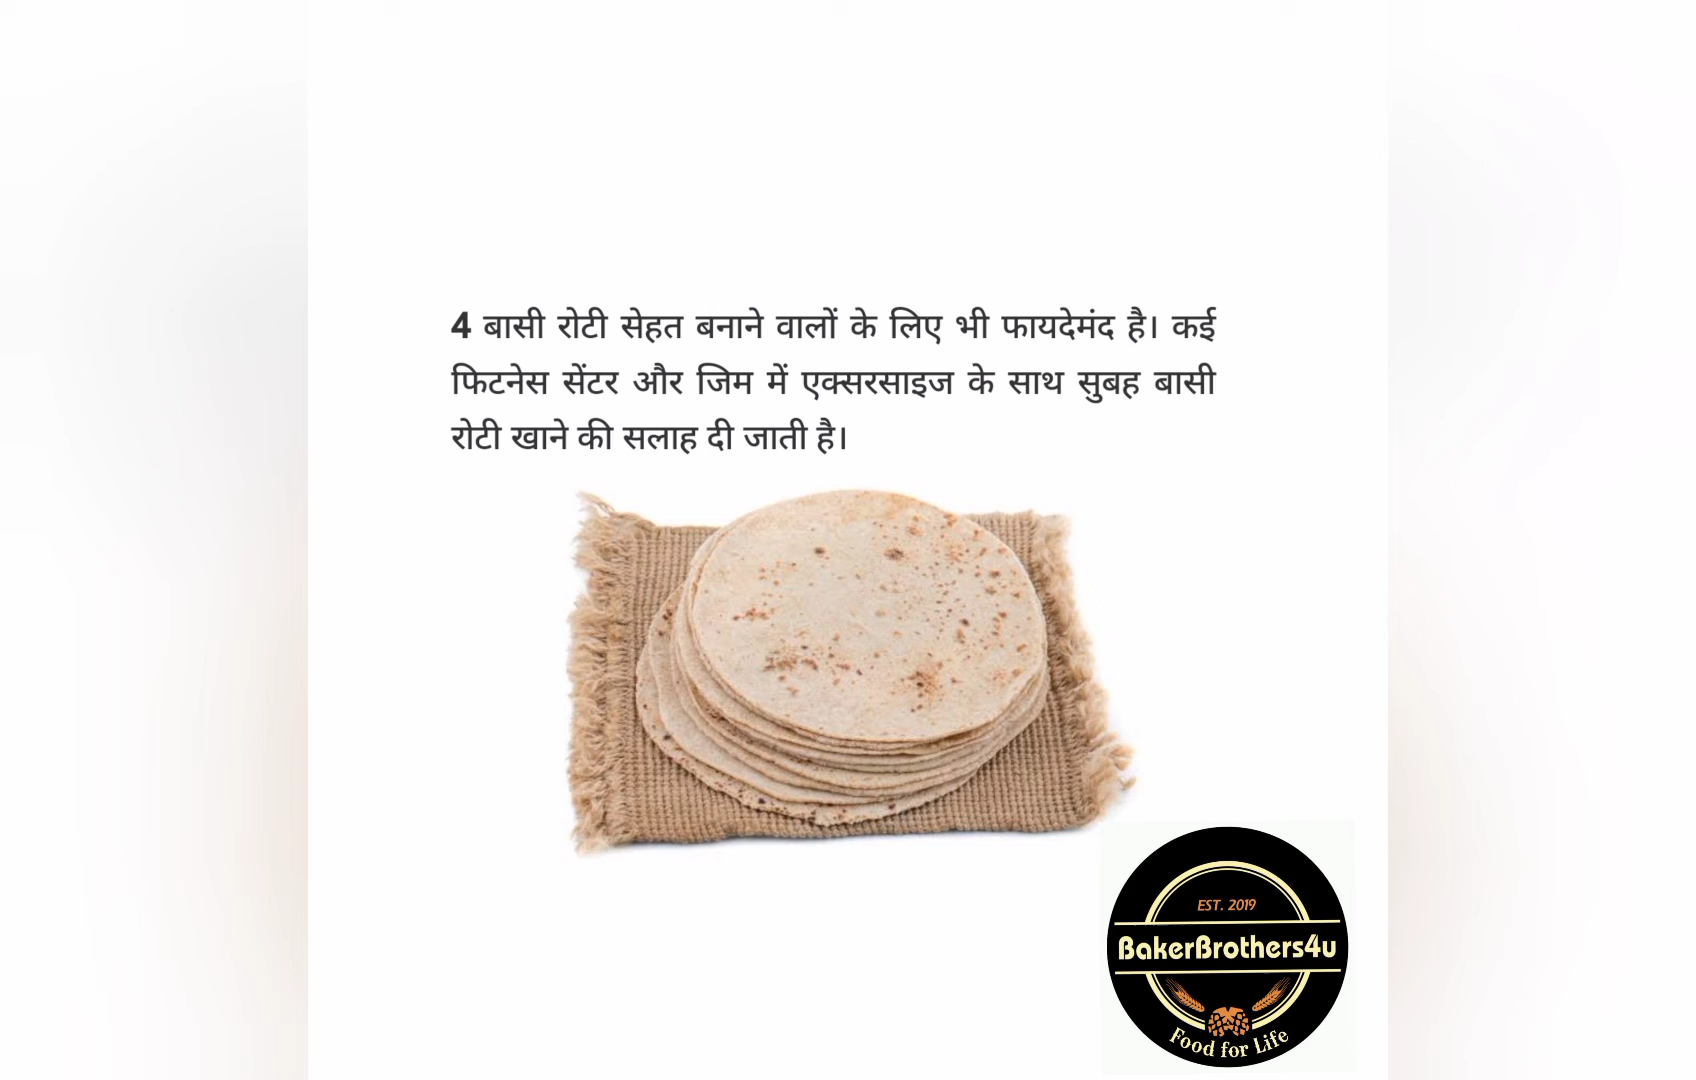 4 बासी रोटी सेहत बनाने वालों के लिए भी फायदेमंद है। कई
फिटनेस सेंटर और जिम में एक्सरसाइज के साथ सुबह बासी
रोटी खाने की सलाह दी जाती है।
EST. 2019
BakerBrothers4u
Food for Life